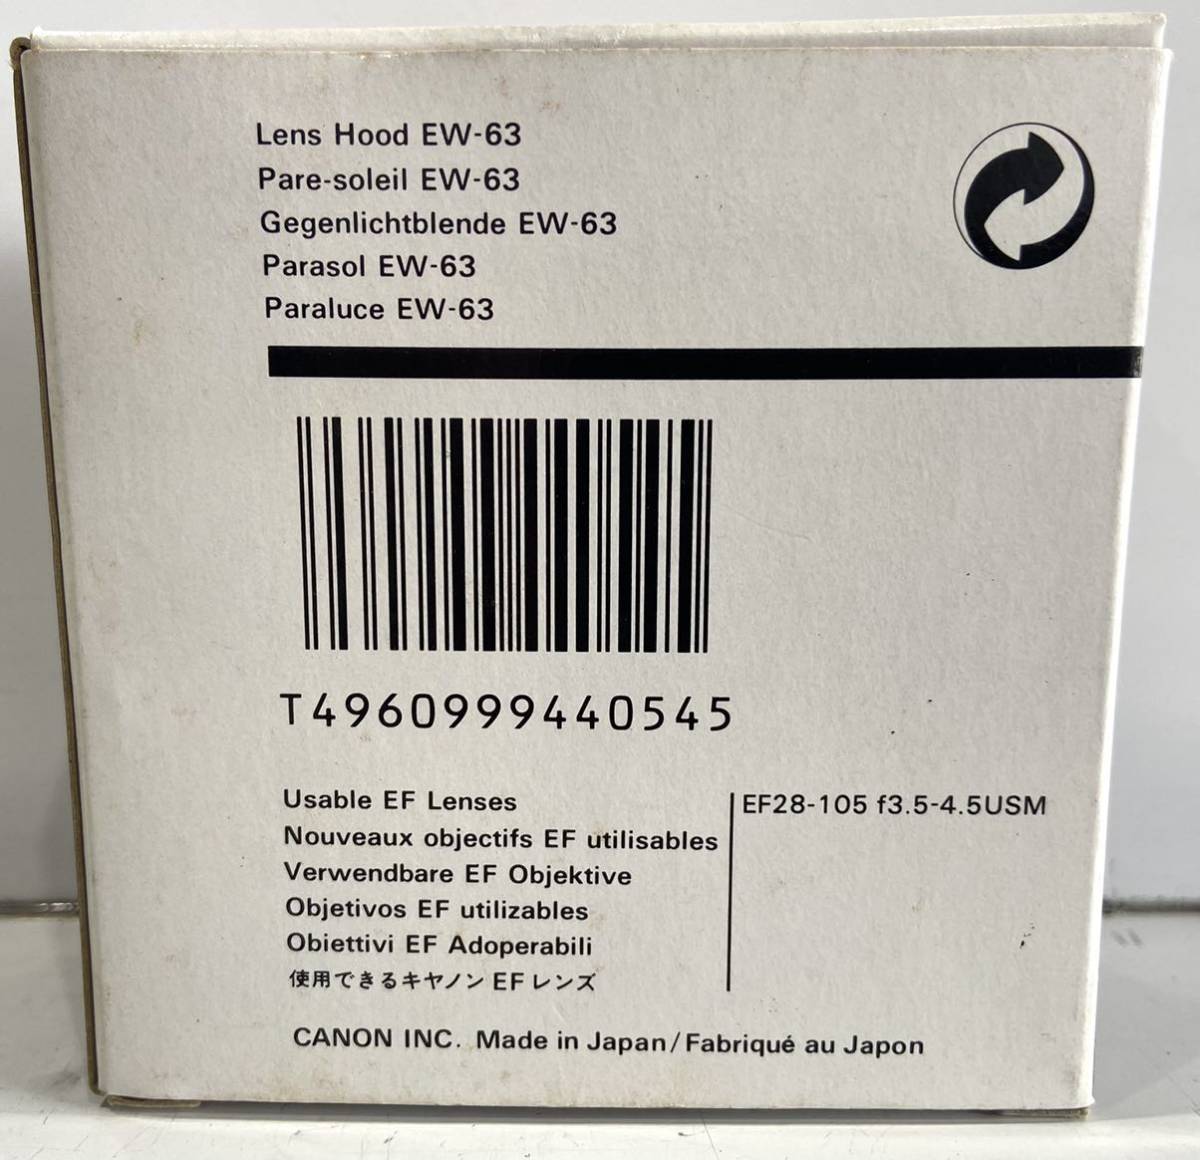 Lens Hood EW-63
Pare-soleil EW-63
Gegenlichtblende EW-63
Parasol EW-63
Paraluce EW-63
T4960999440545
Usable EF Lenses
Nouveaux objectifs EF utilisables
Verwendbare EF Objektive
Objetivos EF utilizables
Obiettivi EF Adoperabili
使用できるキヤノン EF レンズ
EF28-105 f3.5-4.5USM
CANON INC. Made in Japan/Fabriqué au Japon